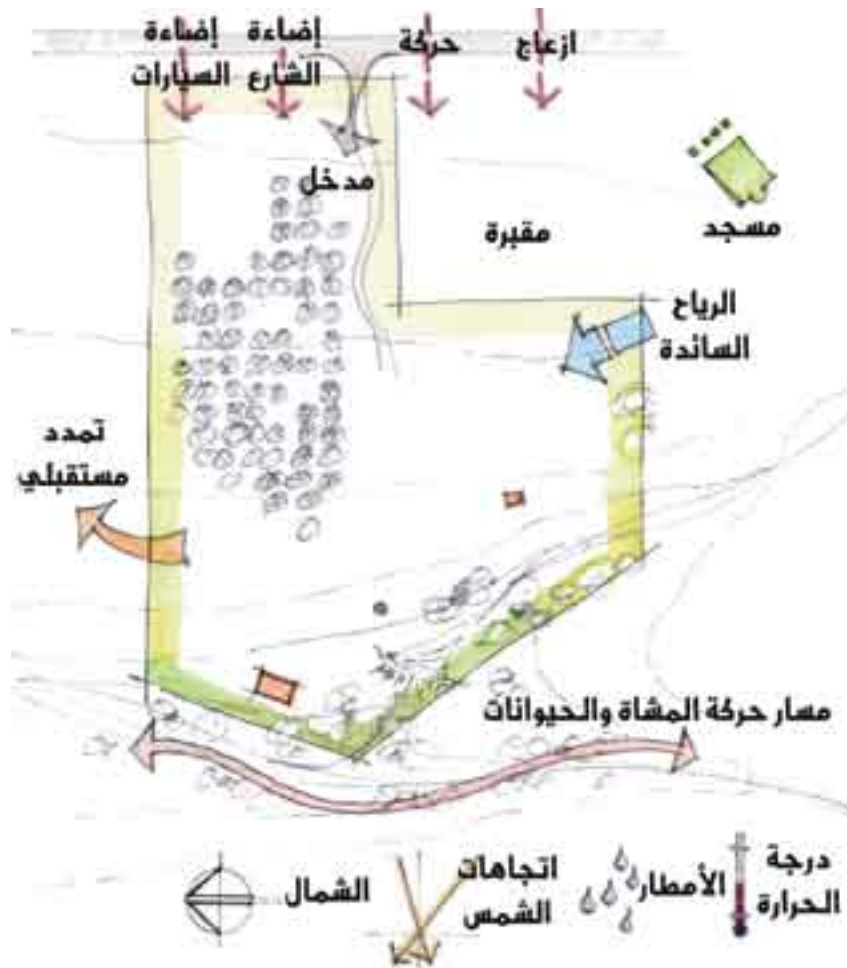 ازعاج
حركة
إضاءة
الشارع
إضاءة
السيارات
مدخل
مقبرة
مسجد
الرياح
السائدة
تمدد
مستقبلي
مسار حركة المشاة والحيوانات
درجة
الحرارة
الأمطار
اتجاهات
الشمس
الشمال